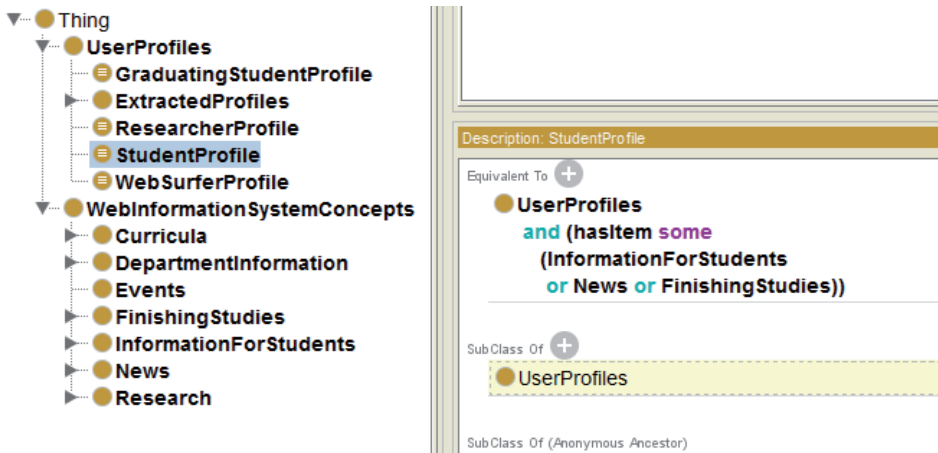 Thing
UserProfiles
GraduatingStudentProfile
ExtractedProfiles
ResearcherProfile
StudentProfile
WebSurferProfile
WebInformationSystemConcepts
Curricula
DepartmentInformation
Events
FinishingStudies
InformationForStudents
News
Research
Description: StudentProfile
Equivalent To
UserProfiles
and (hasItem some
(InformationForStudents
or News or FinishingStudies))
SubClass Of
UserProfiles
SubClass Of (Anonymous Ancestor)